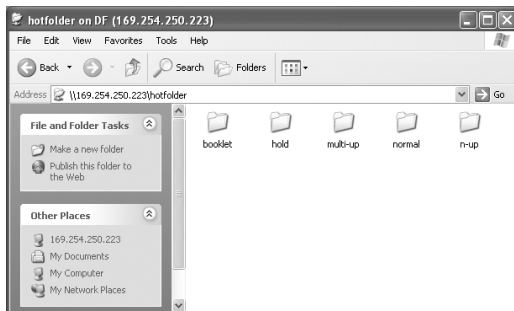 hotfolder on DF (169.254.250.223)
File Edit View Favorites Tools Help
Back Search Folders
Address \\169.254.250.223\hotfolder Go
File and Folder Tasks
Make a new folder
Publish this folder to
the Web
Other Places
169.254.250.223
My Documents
My Computer
My Network Places
booklet hold multi-up normal n-up